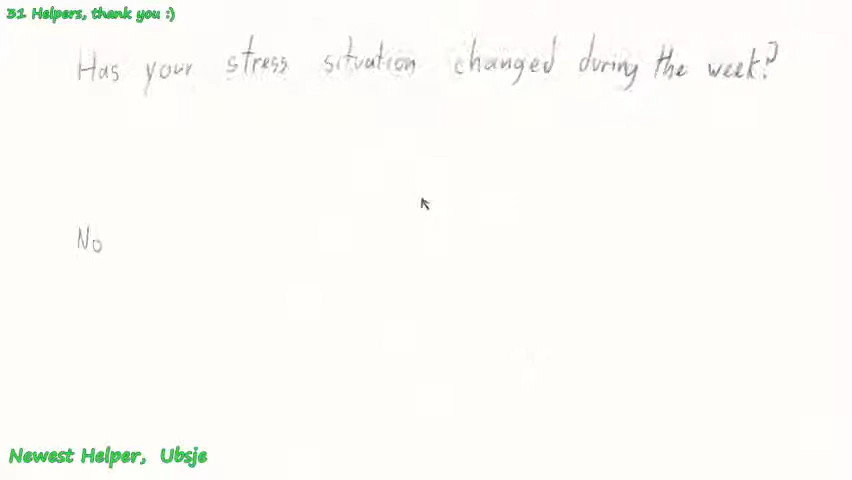 31 Helpers, thank you :)
Has your stress situation changed during the week?
No
Newest Helper, Ubsje